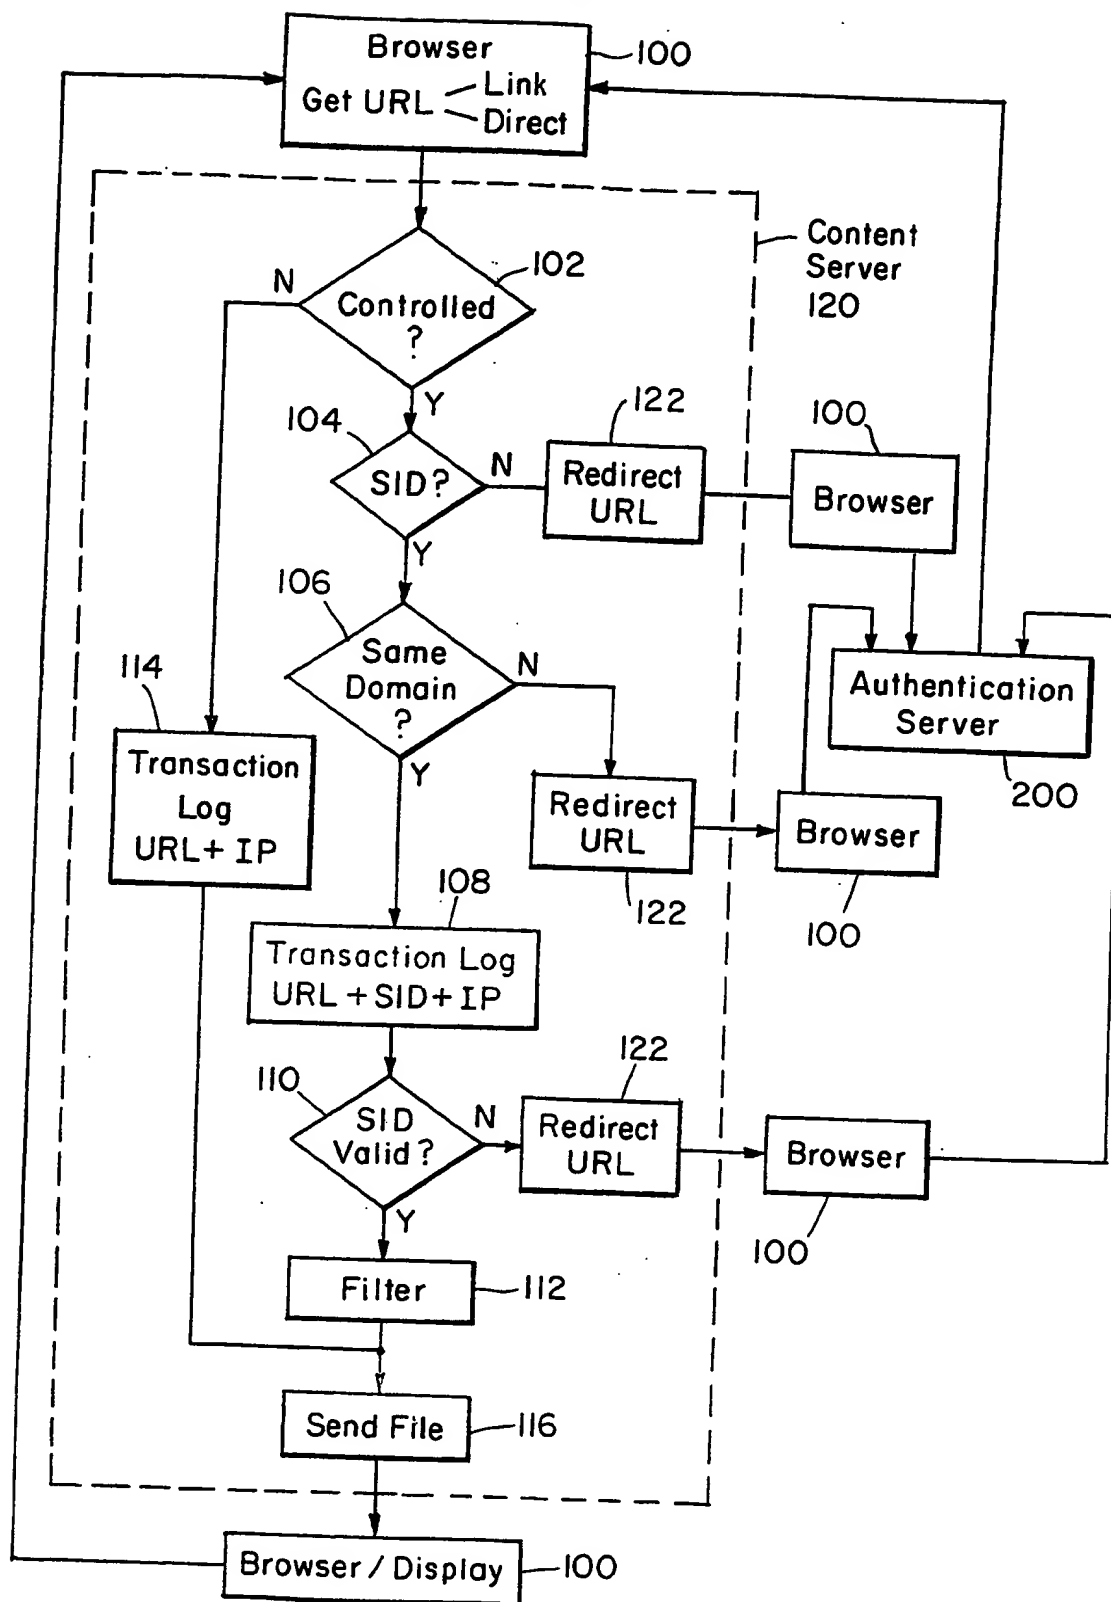 Browser
Get URL
Link
Direct
100
Content
Server
120
102
N
Controlled
?
Y
104
SID?
N
122
Redirect
URL
100
Browser
Y
106
Same
Domain
?
N
Authentication
Server
200
114
Transaction
Log
URL+ IP
Y
Redirect
URL
122
Browser
100
108
Transaction Log
URL + SID + IP
110
SID
Valid?
N
122
Redirect
URL
Browser
100
Y
Filter
112
Send File
116
Browser / Display
100